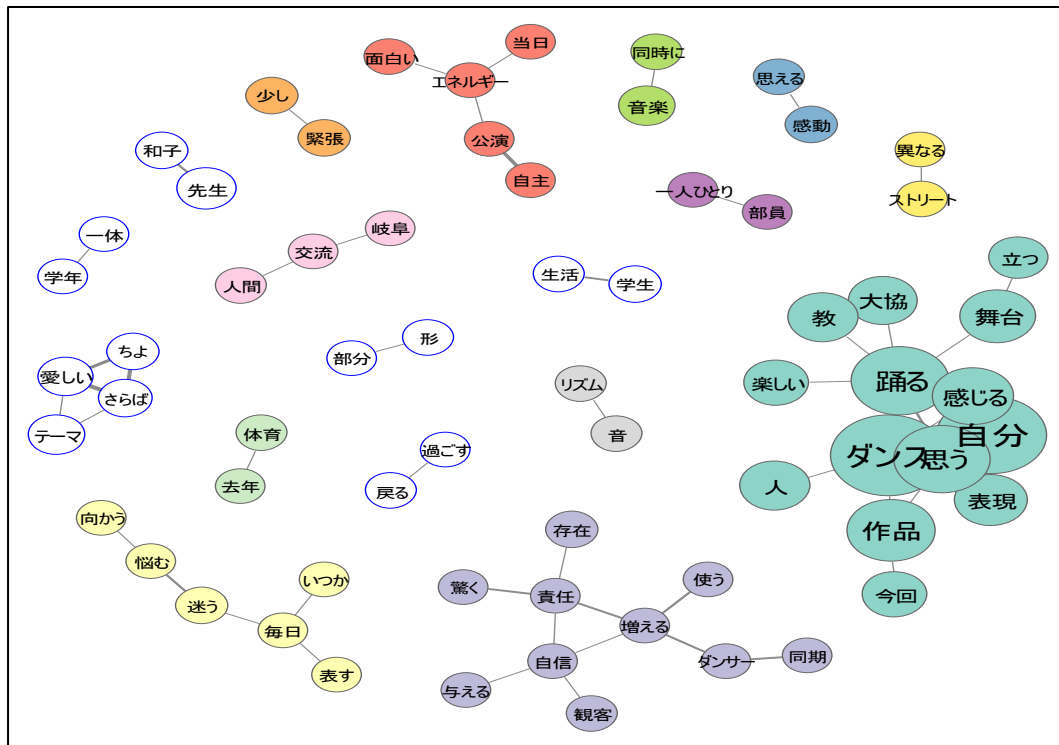 面白い
当日
エネルギー
公演
自主
同時に
音楽
思える
感動
少し
緊張
異なる
ストリート
和子
先生
一人ひとり
部員
一体
学年
岐阜
交流
人間
生活
学生
立つ
舞台
大協
教
踊る
楽しい
感じる
自分
ダンス
思う
人
表現
作品
今回
形
部分
ちよ
愛しい
さらば
テーマ
リズム
音
体育
去年
過ごす
戻る
向かう
悩む
迷う
いつか
毎日
表す
存在
驚く
責任
使う
増える
自信
ダンサー
同期
与える
観客